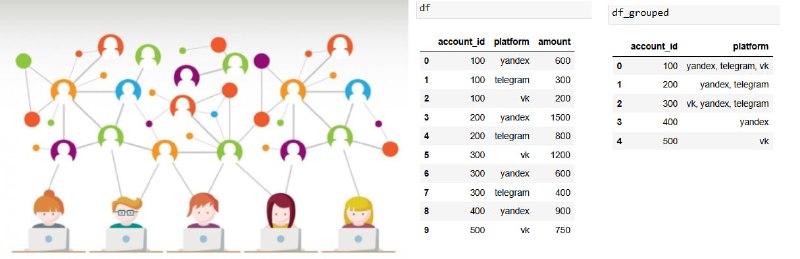 df
account_id platform amount
0 100 yandex 600
1 100 telegram 300
2 100 vk 200
3 200 yandex 1500
4 200 telegram 800
5 300 vk 1200
6 300 yandex 600
7 300 telegram 400
8 400 yandex 900
9 500 vk 750
df_grouped
account_id platform
0 100 yandex, telegram, vk
1 200 yandex, telegram
2 300 vk, yandex, telegram
3 400 yandex
4 500 vk